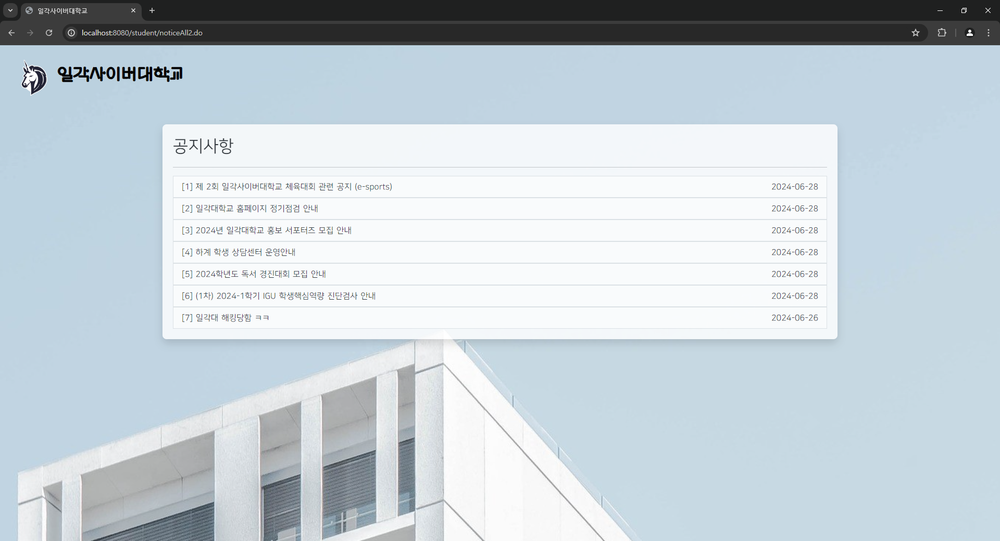 일각사이버대학교
localhost:8080/student/noticeAll2.do
일각사이버대학교
공지사항
[1] 제 2회 일각사이버대학교 체육대회 관련 공지 (e-sports) 2024-06-28
[2] 일각대학교 홈페이지 정기점검 안내 2024-06-28
[3] 2024년 일각대학교 홍보 서포터즈 모집 안내 2024-06-28
[4] 하계 학생 상담센터 운영안내 2024-06-28
[5] 2024학년도 독서 경진대회 모집 안내 2024-06-28
[6] (1차) 2024-1학기 IGU 학생핵심역량 진단검사 안내 2024-06-28
[7] 일각대 해킹당함 ㅋㅋ 2024-06-26